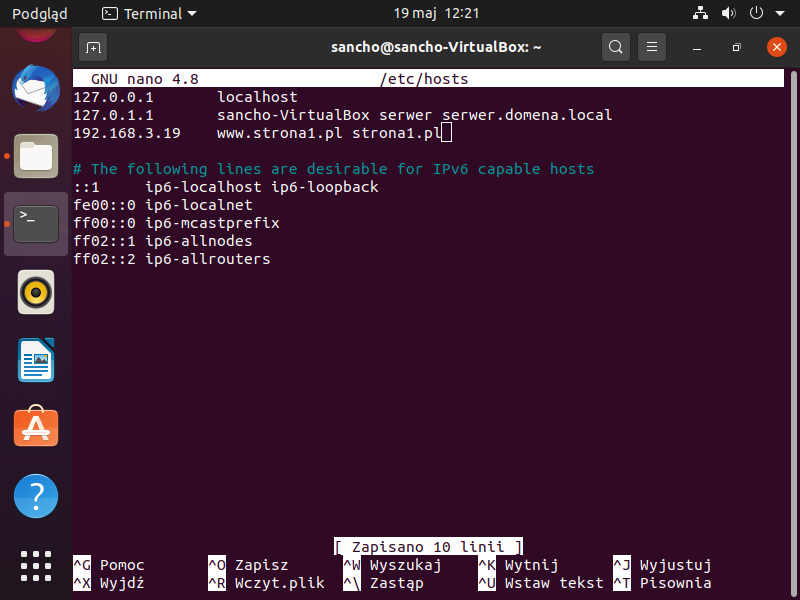 Podgląd Terminal 19 maj 12:21
sancho@sancho-VirtualBox: ~
GNU nano 4.8 /etc/hosts
127.0.0.1 localhost
127.0.1.1 sancho-VirtualBox serwer serwer.domena.local
192.168.3.19 www.strona1.pl strona1.pl
# The following lines are desirable for IPv6 capable hosts
::1 ip6-localhost ip6-loopback
fe00::0 ip6-localnet
ff00::0 ip6-mcastprefix
ff02::1 ip6-allnodes
ff02::2 ip6-allrouters
[ Zapisano 10 linii ]
^G Pomoc ^O Zapisz ^W Wyszukaj ^K Wytnij ^J Wyjustuj
^X Wyjdź ^R Wczyt.plik ^\ Zastąp ^U Wstaw tekst ^T Pisownia